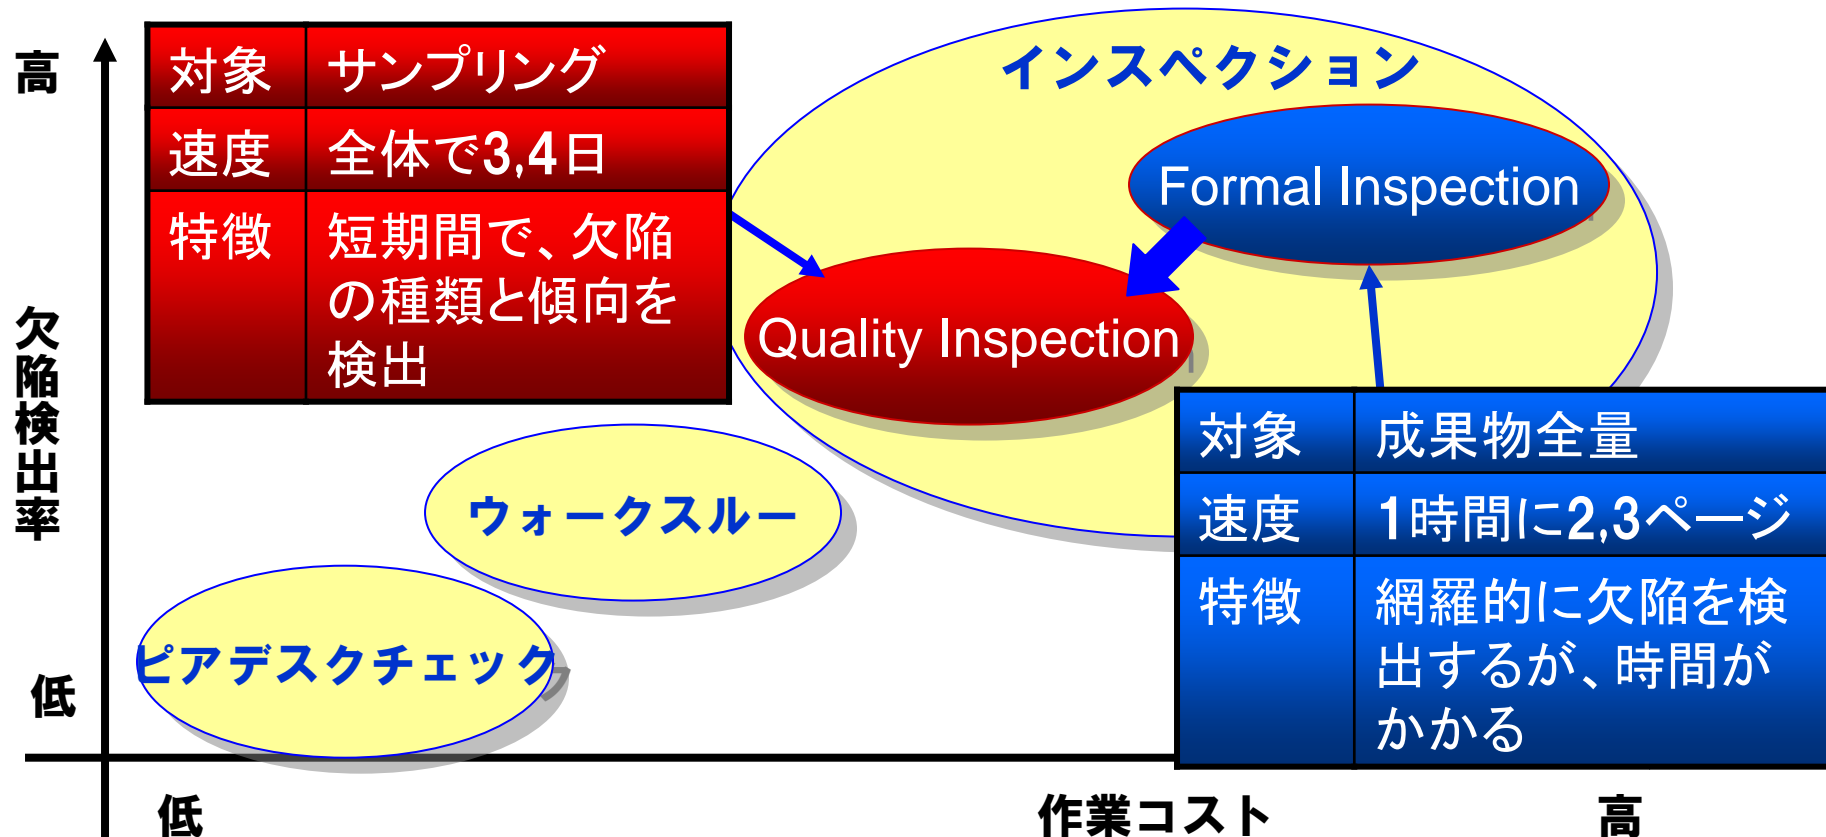 高
対象 サンプリング
速度 全体で3,4日
特徴 短期間で、欠陥
の種類と傾向を
検出
インスペクション
Formal Inspection
Quality Inspection
欠陥検出率
対象 成果物全量
速度 1時間に2,3ページ
特徴 網羅的に欠陥を検
出するが、時間が
かかる
ウォークスルー
ピアデスクチェック
低
低 作業コスト 高